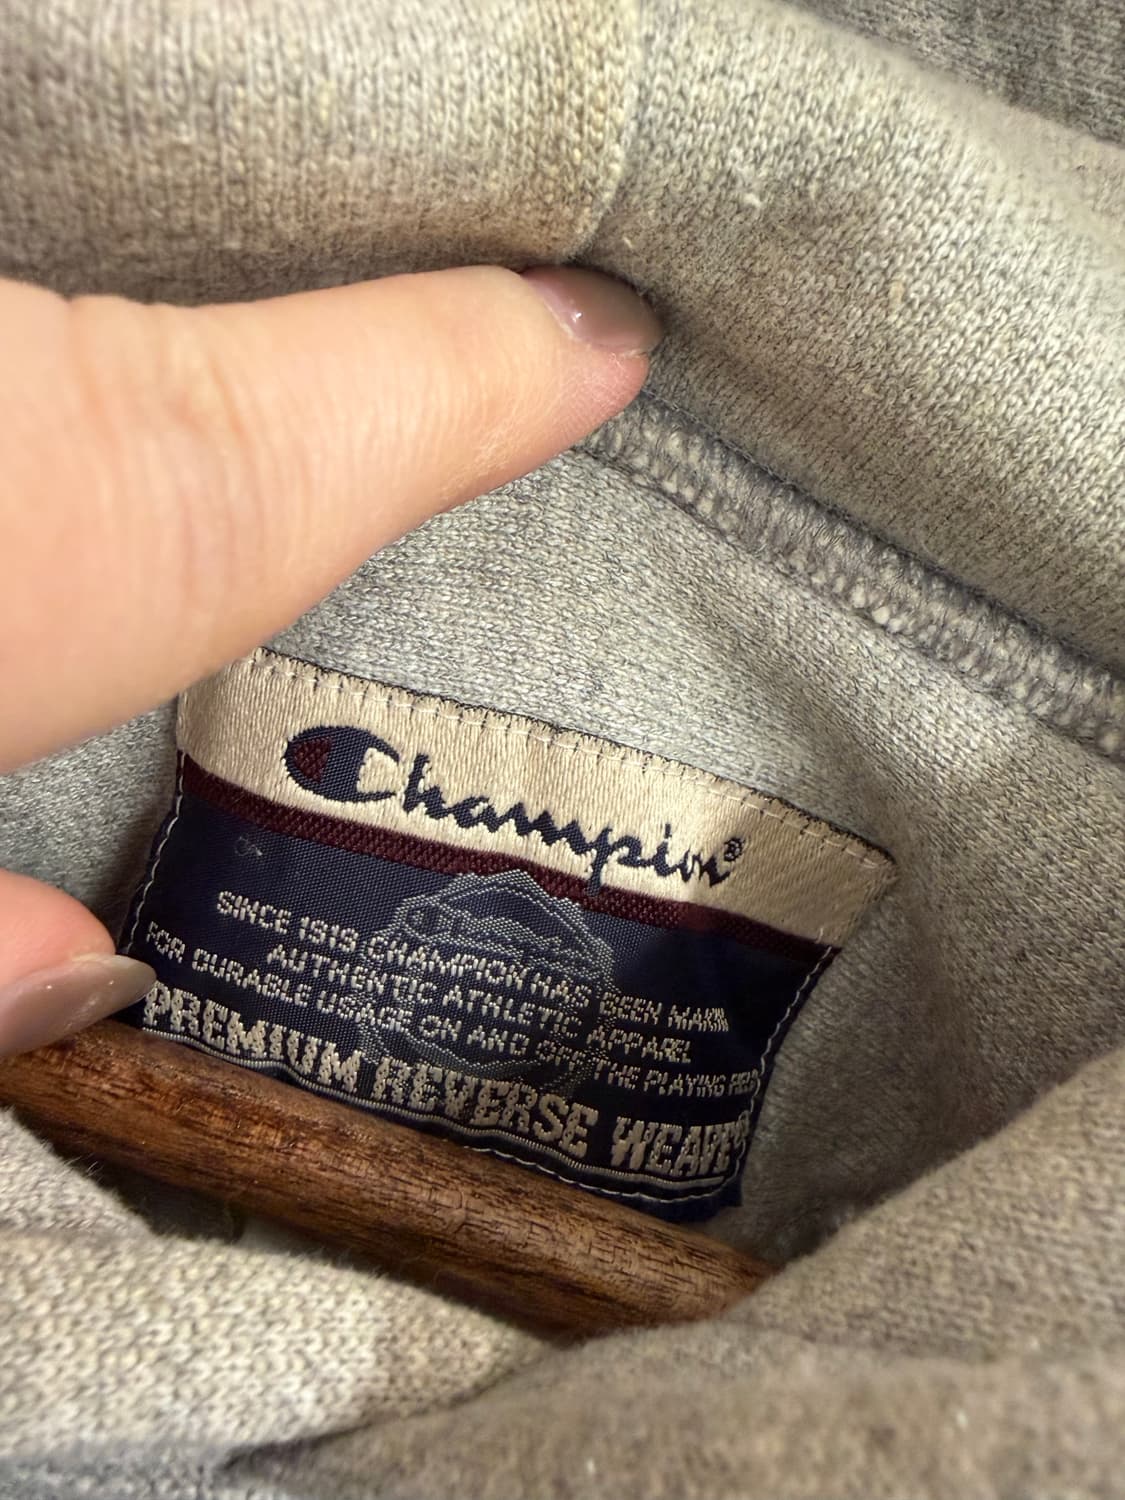 Champion®
SINCE 1919 CHAMPION HAS BEEN MAKIN
AUTHENTIC ATHLETIC APPAREL
FOR DURABLE USAGE ON AND OFF THE PLAYING FIELD
PREMIUM REVERSE WEAVE